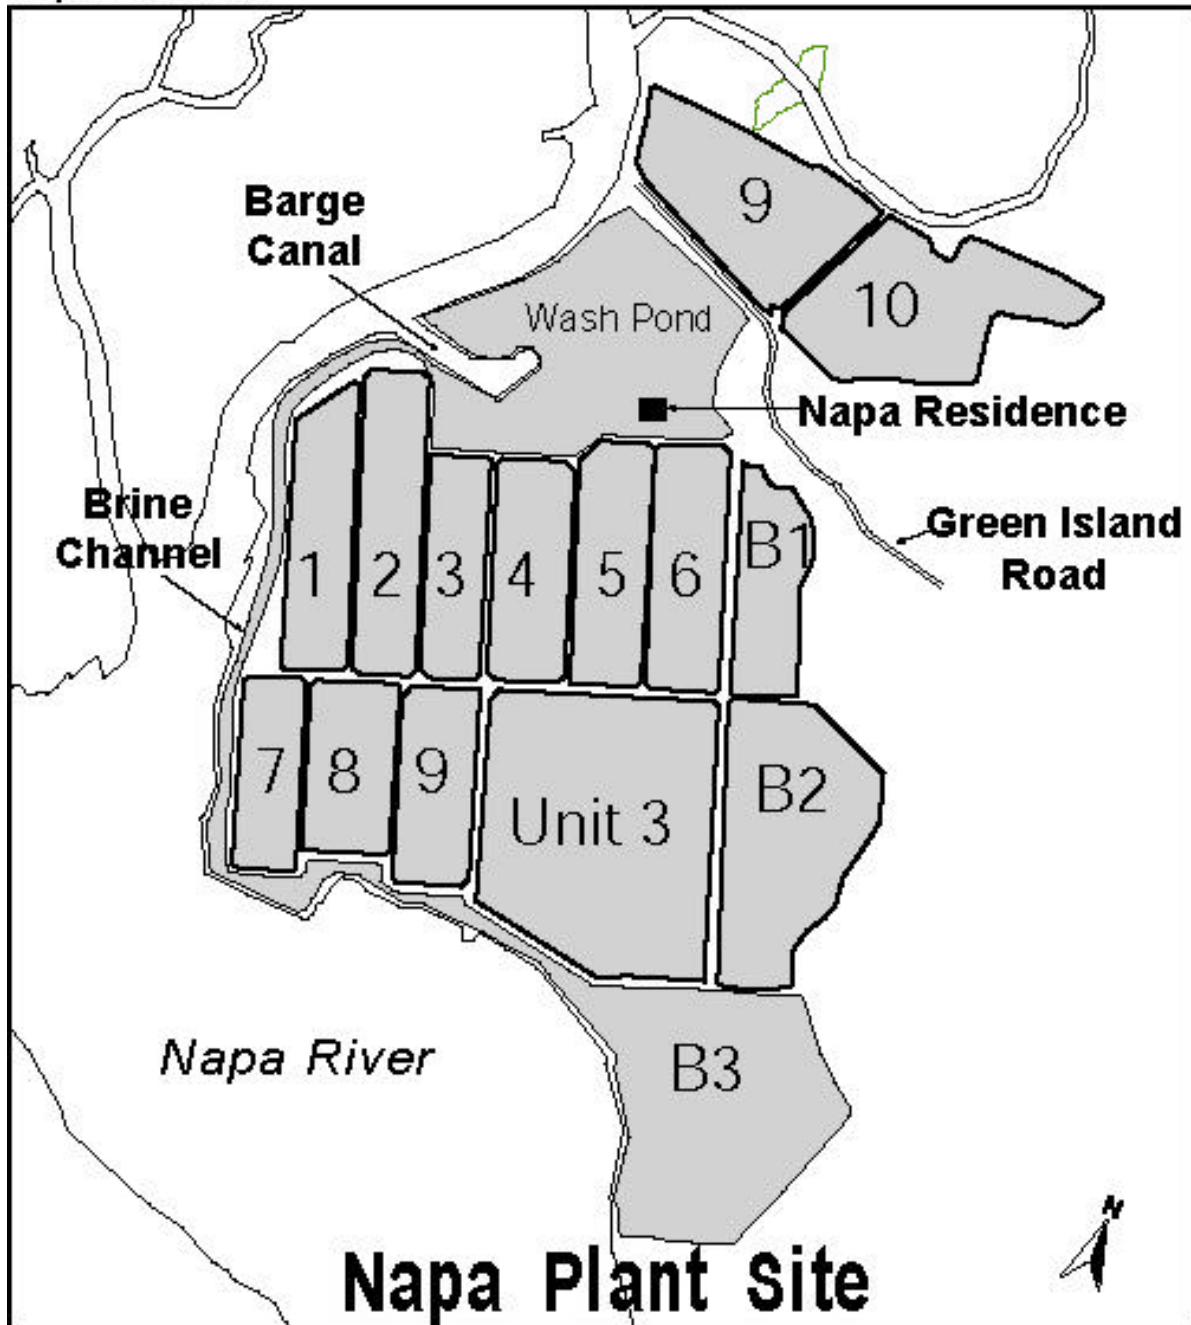 9
Barge
Canal
10
Wash Pond
Napa Residence
Brine
Channel
Green Island
Road
1
2
3
4
5
6
B1
7
8
9
Unit 3
B2
Napa River
B3
N
Napa Plant Site